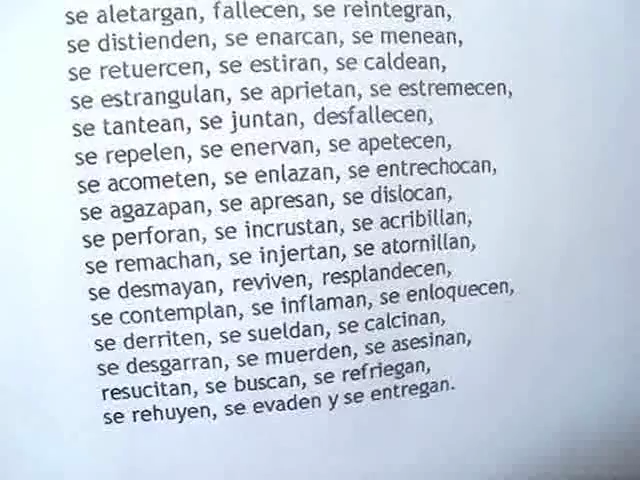 se aletargan, fallecen, se reintegran,
se distienden, se enarcan, se menean,
se retuercen, se estiran, se caldean,
se estrangulan, se aprietan, se estremecen,
se tantean, se juntan, desfallecen,
se repelen, se enervan, se apetecen,
se acometen, se enlazan, se entrechocan,
se agazapan, se apresan, se dislocan,
se perforan, se incrustan, se acribillan,
se remachan, se injertan, se atornillan,
se desmayan, reviven, resplandecen,
se contemplan, se inflaman, se enloquecen,
se derriten, se sueldan, se calcinan,
se desgarran, se muerden, se asesinan,
resucitan, se buscan, se refriegan,
se rehuyen, se evaden y se entregan.